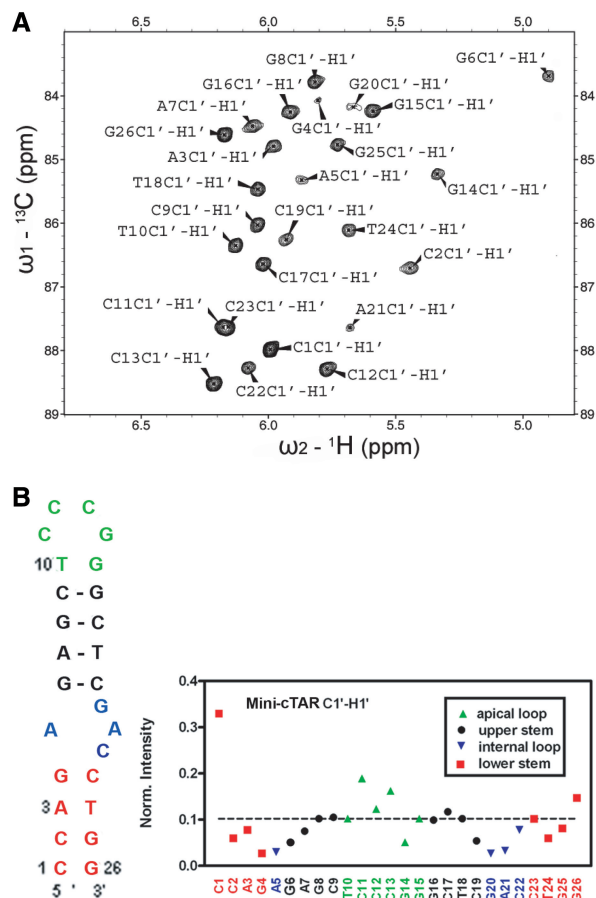 A
6.5 6.0 5.5 5.0
G8C1'-H1'
G6C1'-H1'
G16C1'-H1'
G20C1'-H1'
A7C1'-H1'
G15C1'-H1'
G26C1'-H1'
G4C1'-H1'
A3C1'-H1'
G25C1'-H1'
T18C1'-H1'
A5C1'-H1'
G14C1'-H1'
C9C1'-H1'
C19C1'-H1'
T10C1'-H1'
T24C1'-H1'
C2C1'-H1'
C17C1'-H1'
C11C1'-H1'
C23C1'-H1'
A21C1'-H1'
C1C1'-H1'
C13C1'-H1'
C22C1'-H1'
C12C1'-H1'
84 84
85 85
86 86
87 87
88 88
89 89
ω1 - ¹³C (ppm)
6.5 6.0 5.5 5.0
ω2 - ¹H (ppm)
B
C C
C G
10 T G
C - G
G - C
A - T
G - C
G
A A
C
G C
3 A T
C G
1 C G 26
5 ' 3'
Norm. Intensity
0.4
0.3
0.2
0.1
0.0
Mini-cTAR C1'-H1'
apical loop
upper stem
internal loop
lower stem
C1 C2 A3 G4 A5 G6 A7 G8 C9 T10 C11 C12 C13 G14 G15 G16 C17 T18 C19 G20 A21 C22 C23 T24 G25 G26